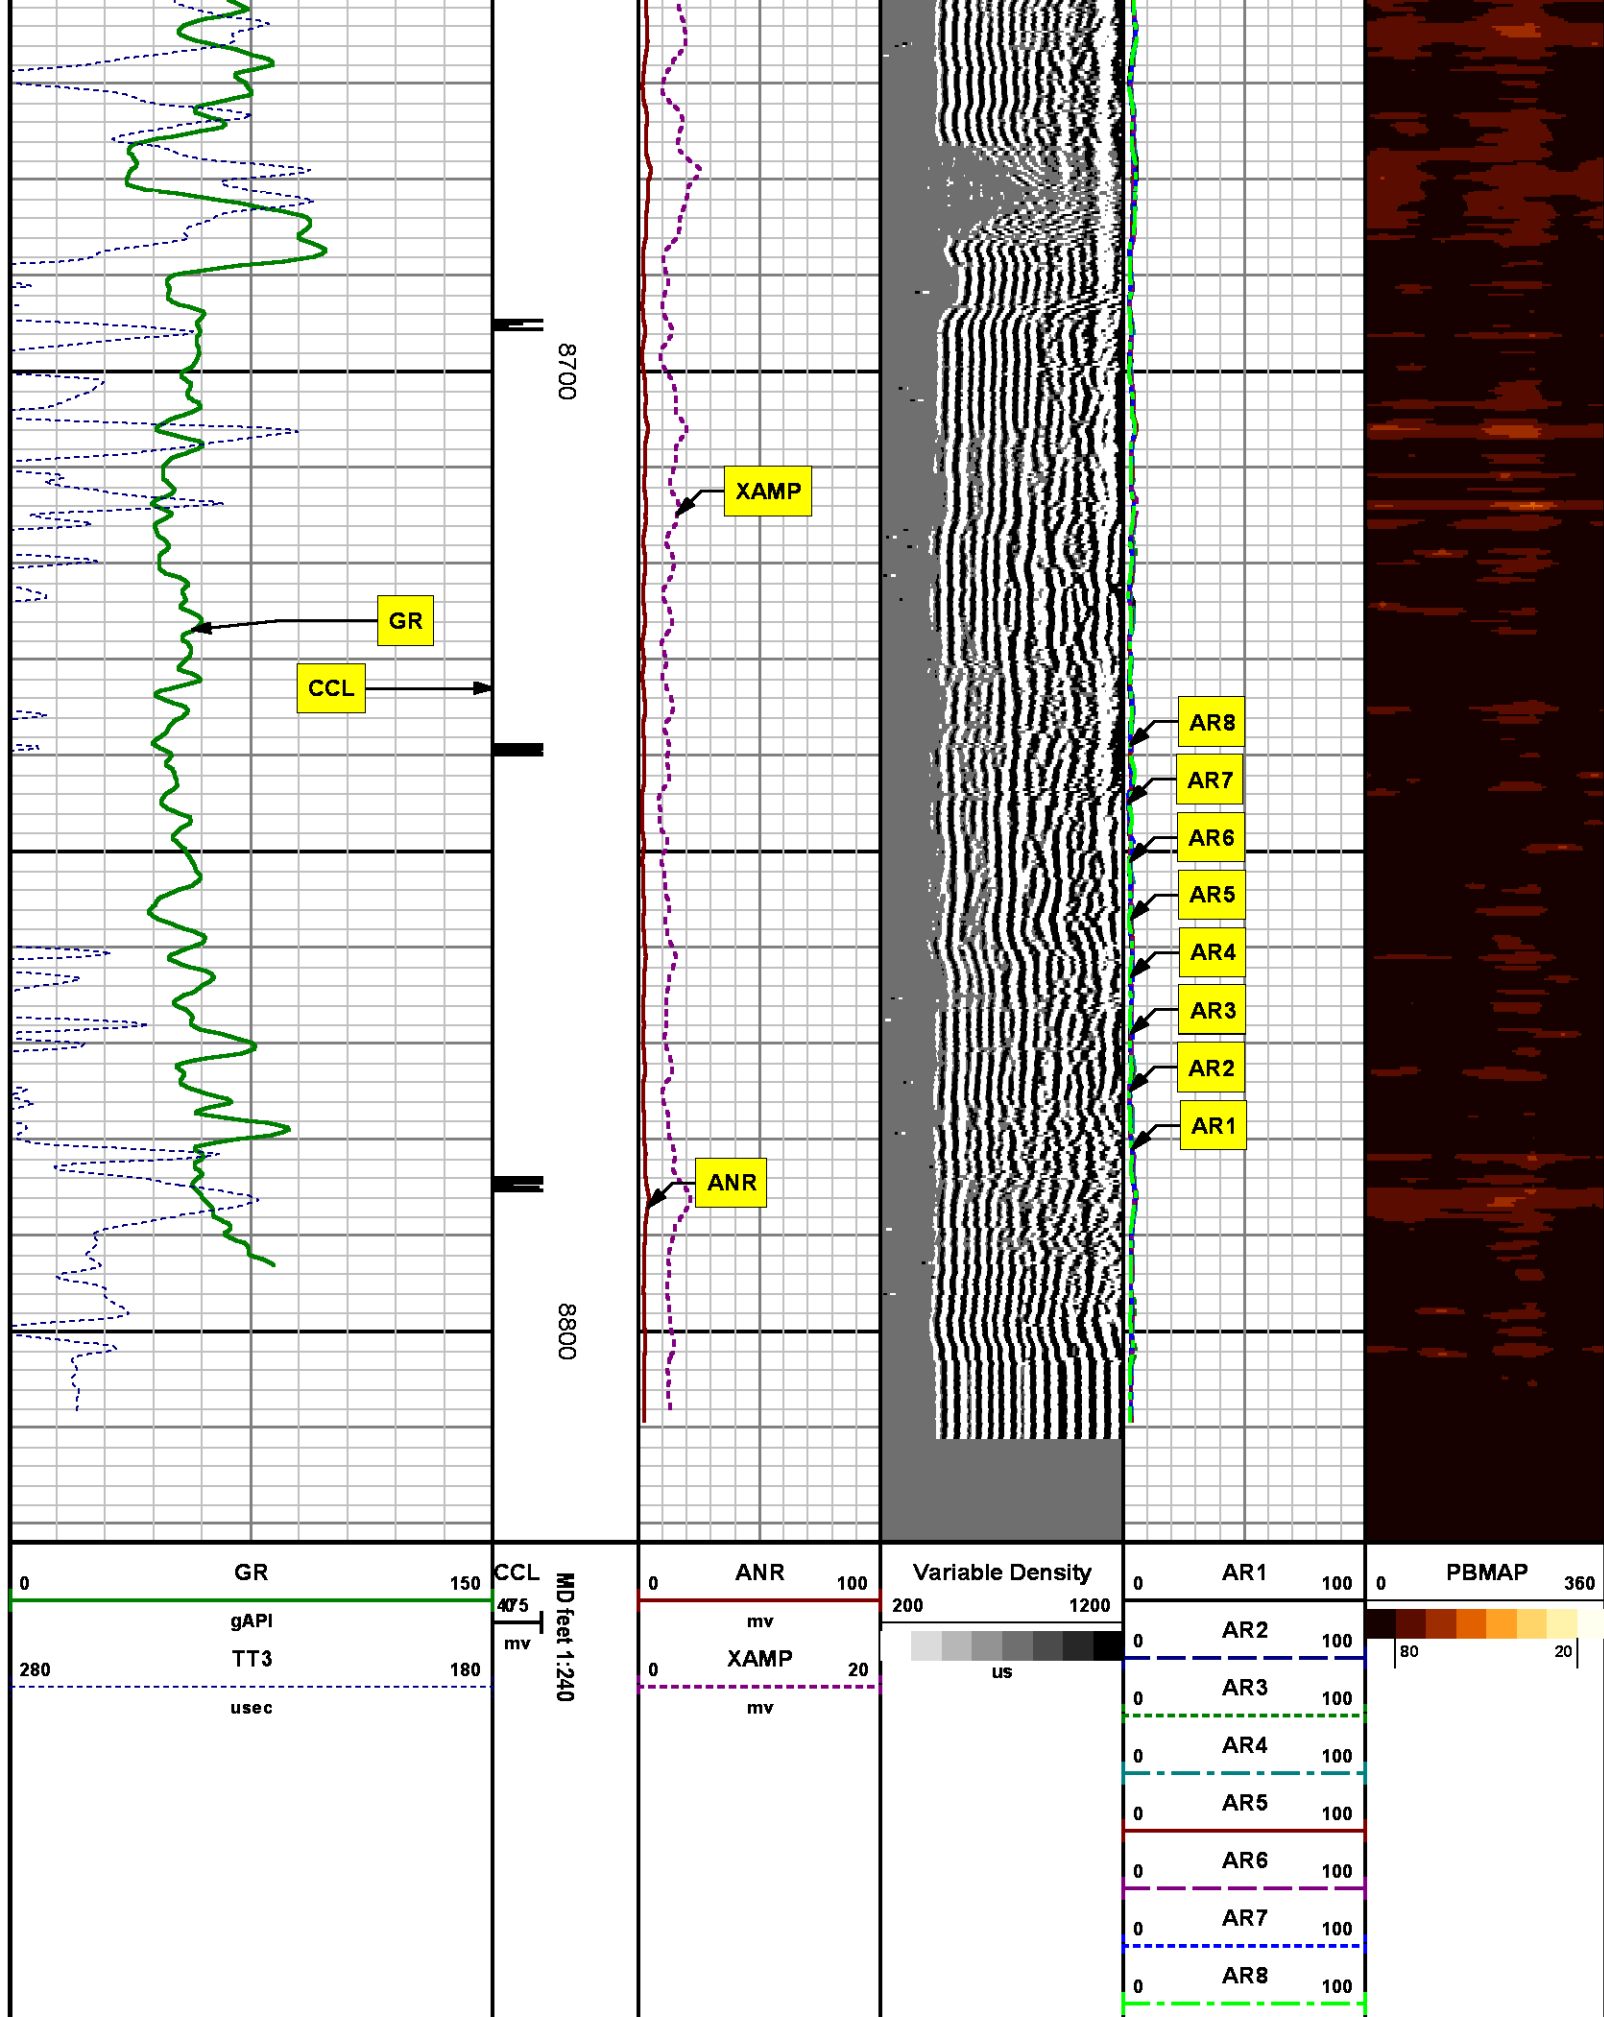 8700
XAMP
GR
CCL
AR8
AR7
AR6
AR5
AR4
AR3
AR2
AR1
ANR
8800
0 GR 150
gAPI
280 TT3 180
usec
CCL
mv
MD feet 1:240
0 ANR 100
mv
0 XAMP 20
mv
Variable Density
200 1200
us
0 AR1 100
0 AR2 100
0 AR3 100
0 AR4 100
0 AR5 100
0 AR6 100
0 AR7 100
0 AR8 100
0 PBMAP 360
80 20